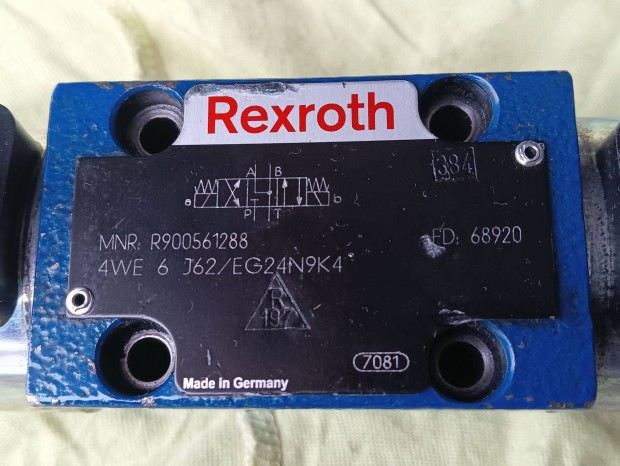 Rexroth
384
A B
a b
P T
MNR: R900561288 FD: 68920
4WE 6 J62/EG24N9K4
R
197
7081
Made in Germany